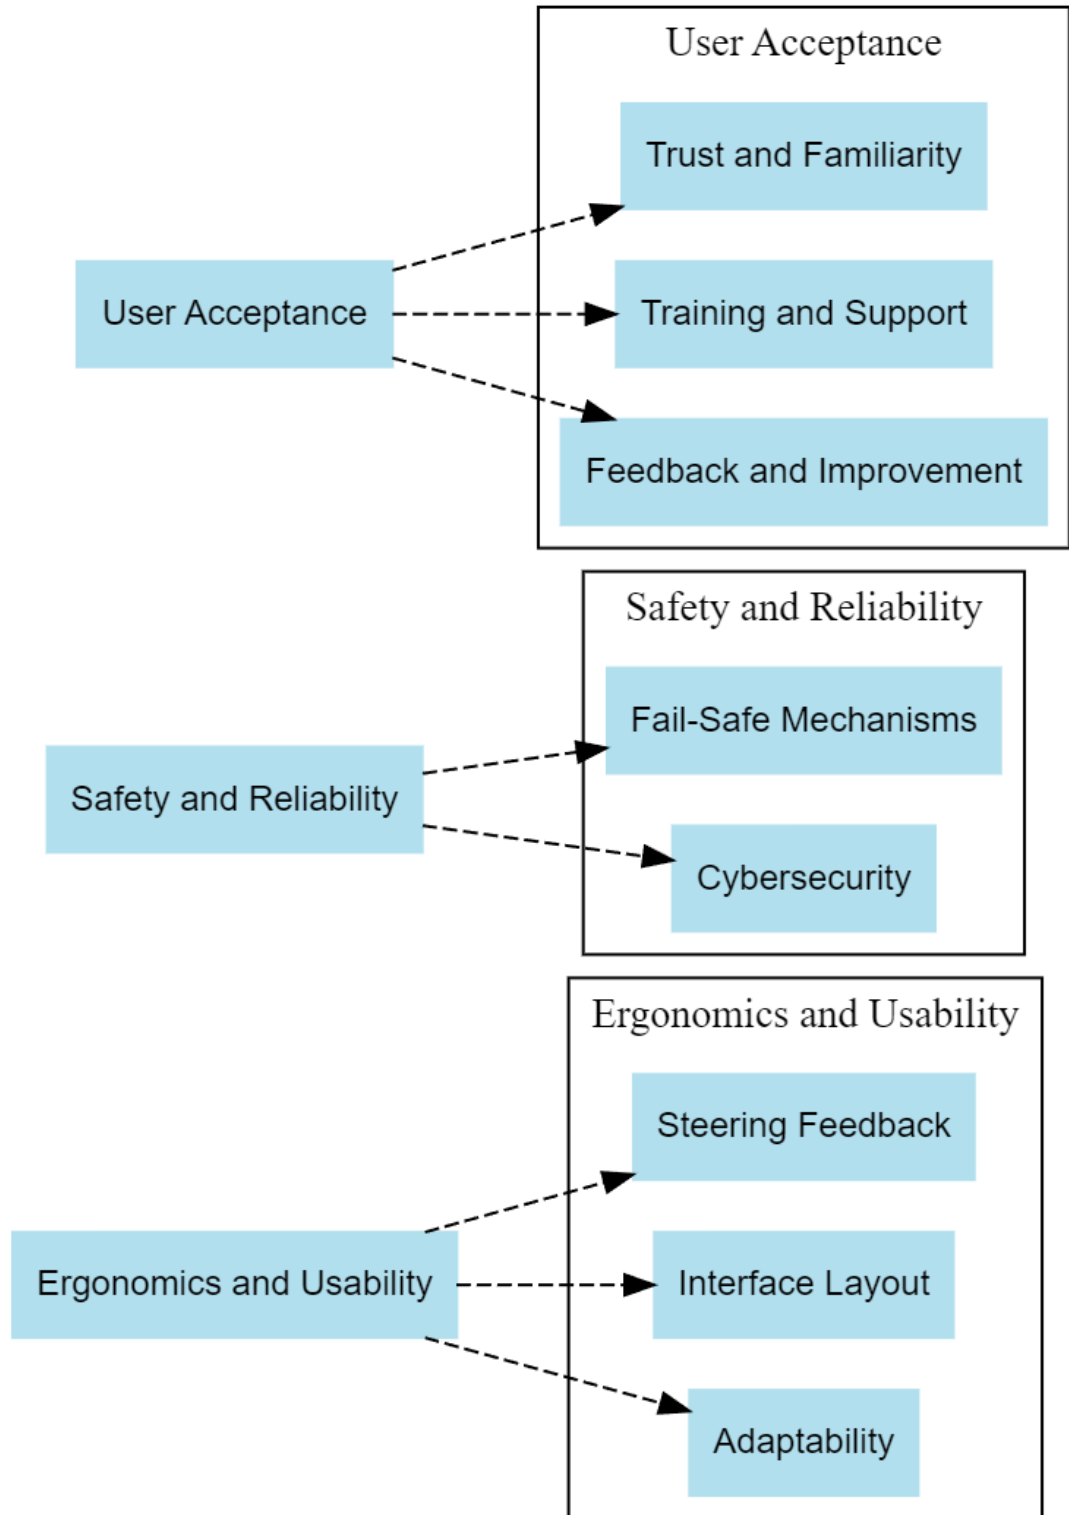 User Acceptance
Trust and Familiarity
User Acceptance
Training and Support
Feedback and Improvement
Safety and Reliability
Fail-Safe Mechanisms
Safety and Reliability
Cybersecurity
Ergonomics and Usability
Steering Feedback
Ergonomics and Usability
Interface Layout
Adaptability